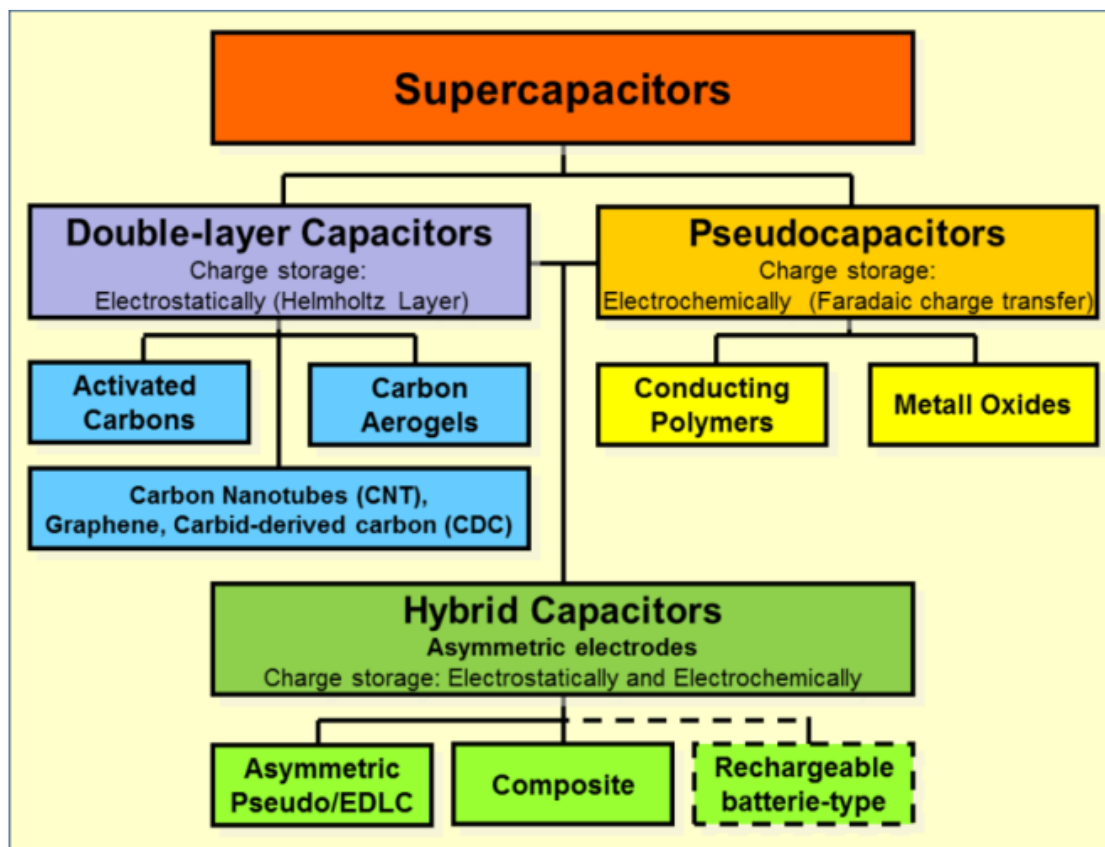 Supercapacitors
Double-layer Capacitors
Charge storage:
Electrostatically (Helmholtz Layer)
Pseudocapacitors
Charge storage:
Electrochemically (Faradaic charge transfer)
Activated
Carbons
Carbon
Aerogels
Conducting
Polymers
Metall Oxides
Carbon Nanotubes (CNT),
Graphene, Carbid-derived carbon (CDC)
Hybrid Capacitors
Asymmetric electrodes
Charge storage: Electrostatically and Electrochemically
Asymmetric
Pseudo/EDLC
Composite
Rechargeable
batterie-type